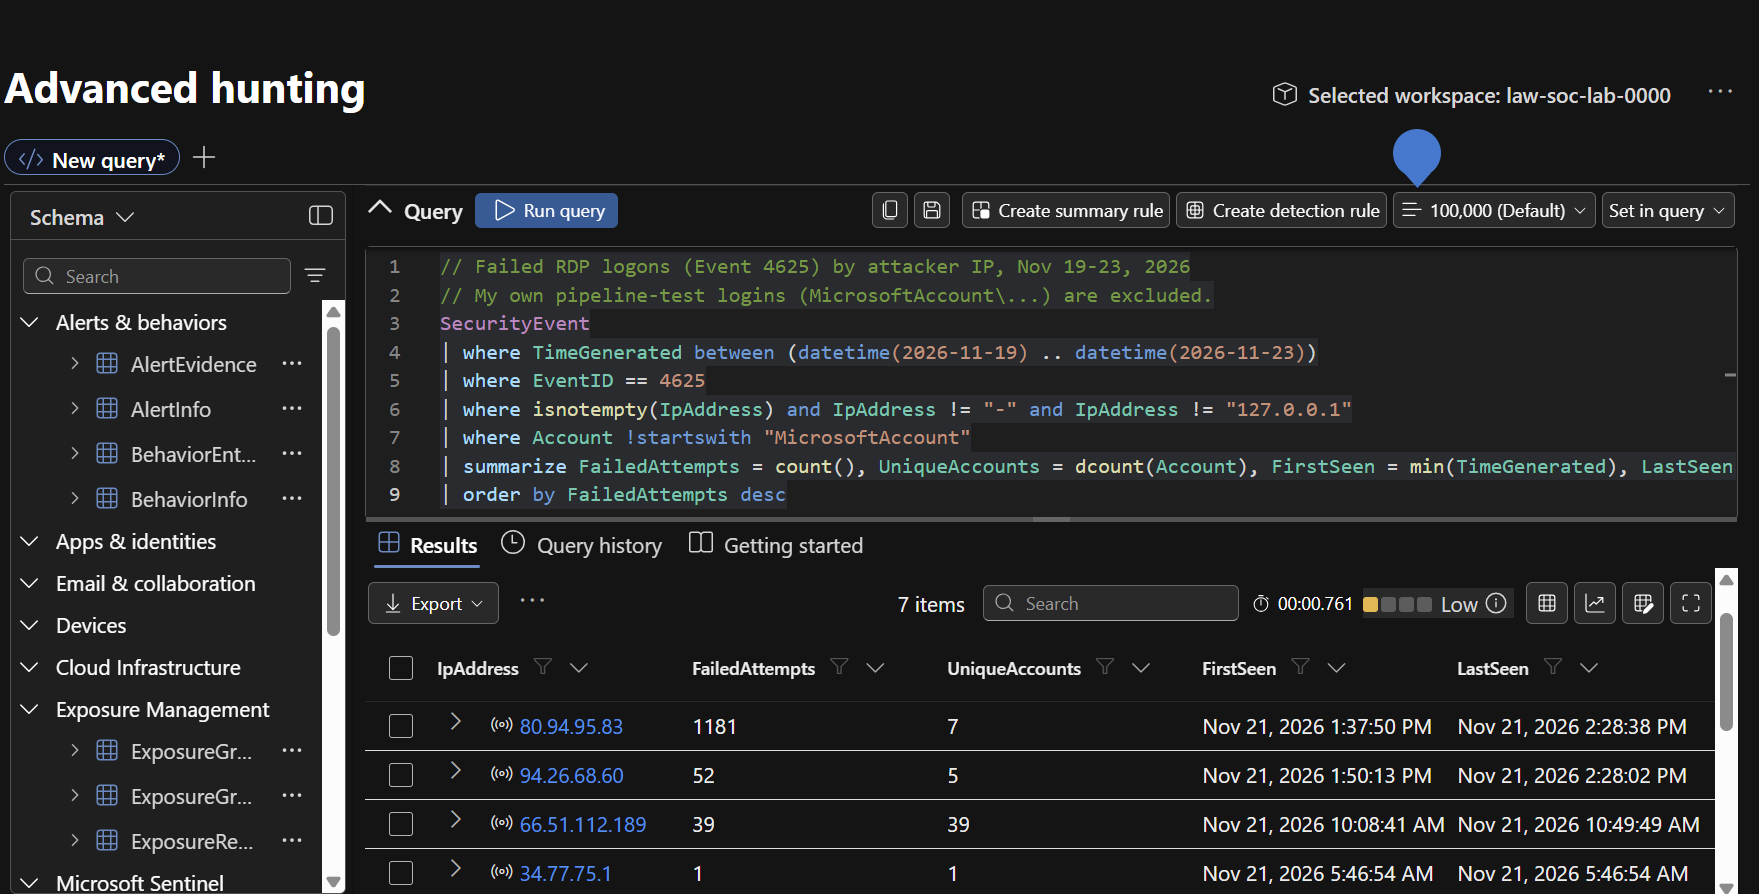 Advanced hunting
Selected workspace: law-soc-lab-0000
New query*
Schema
Search
Alerts & behaviors
AlertEvidence
AlertInfo
BehaviorEnt...
BehaviorInfo
Apps & identities
Email & collaboration
Devices
Cloud Infrastructure
Exposure Management
ExposureGr...
ExposureGr...
ExposureRe...
Microsoft Sentinel
Query
Run query
Create summary rule
Create detection rule
100,000 (Default)
Set in query
1 // Failed RDP logons (Event 4625) by attacker IP, Nov 19-23, 2026
2 // My own pipeline-test logins (MicrosoftAccount\...) are excluded.
3 SecurityEvent
4 | where TimeGenerated between (datetime(2026-11-19) .. datetime(2026-11-23))
5 | where EventID == 4625
6 | where isnotempty(IpAddress) and IpAddress != "-" and IpAddress != "127.0.0.1"
7 | where Account !startswith "MicrosoftAccount"
8 | summarize FailedAttempts = count(), UniqueAccounts = dcount(Account), FirstSeen = min(TimeGenerated), LastSeen
9 | order by FailedAttempts desc
Results
Query history
Getting started
Export
7 items
Search
00:00.761
Low
IpAddress FailedAttempts UniqueAccounts FirstSeen LastSeen
80.94.95.83 1181 7 Nov 21, 2026 1:37:50 PM Nov 21, 2026 2:28:38 PM
94.26.68.60 52 5 Nov 21, 2026 1:50:13 PM Nov 21, 2026 2:28:02 PM
66.51.112.189 39 39 Nov 21, 2026 10:08:41 AM Nov 21, 2026 10:49:49 AM
34.77.75.1 1 1 Nov 21, 2026 5:46:54 AM Nov 21, 2026 5:46:54 AM